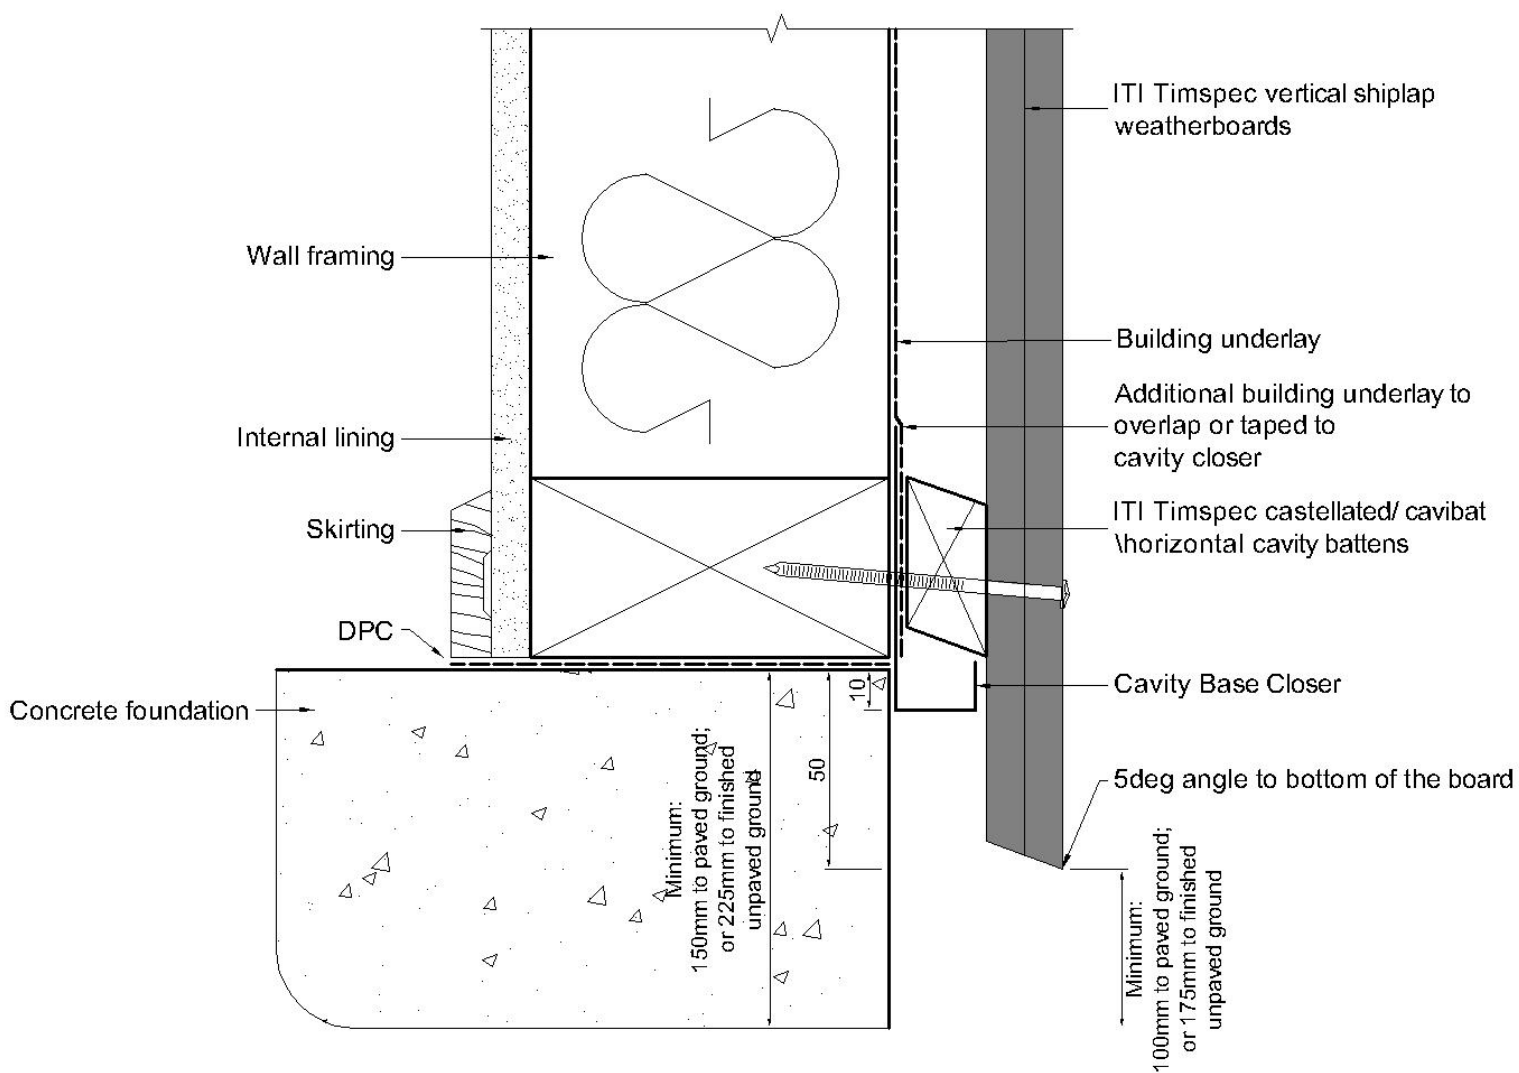 ITI Timspec vertical shiplap
weatherboards
Wall framing
Building underlay
Additional building underlay to
overlap or taped to
cavity closer
Internal lining
ITI Timspec castellated/ cavibat
\horizontal cavity battens
Skirting
DPC
Cavity Base Closer
Concrete foundation
10
50
5deg angle to bottom of the board
Minimum:
150mm to paved ground;
or 225mm to finished
unpaved ground
Minimum:
100mm to paved ground;
or 175mm to finished
unpaved ground